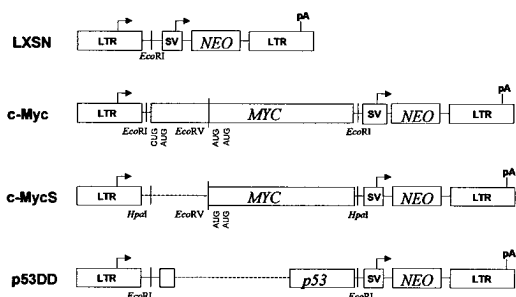 pA
LXSN LTR SV NEO LTR
EcoRI
pA
c-Myc LTR MYC SV NEO LTR
EcoRI CUG AUG EcoRV AUG AUG EcoRI
pA
c-MycS LTR MYC SV NEO LTR
HpaI EcoRV AUG AUG HpaI
pA
p53DD LTR p53 SV NEO LTR
EcoRI EcoRI